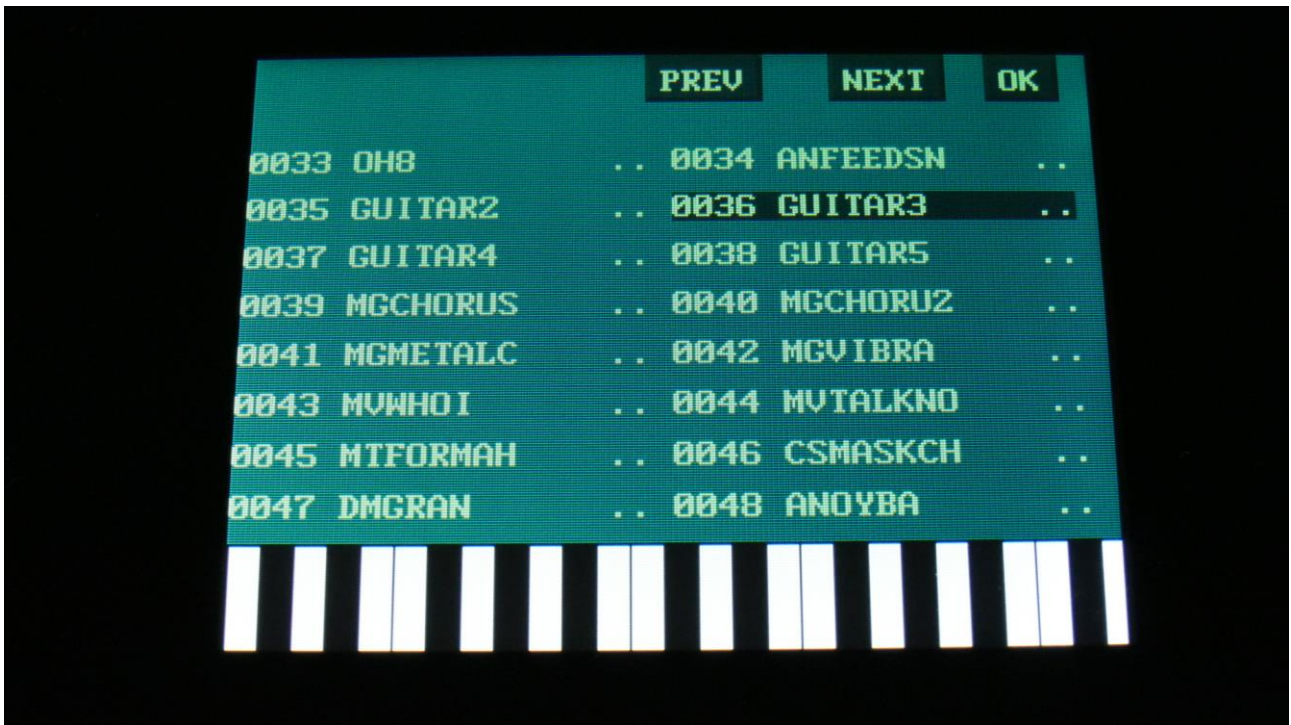 PREV NEXT OK
0033 OH8 .. 0034 ANFEEDSN ..
0035 GUITAR2 .. 0036 GUITAR3 ..
0037 GUITAR4 .. 0038 GUITAR5 ..
0039 MGCHORUS .. 0040 MGCHORU2 ..
0041 MGMETALC .. 0042 MGVIBRA ..
0043 MVWHOI .. 0044 MVTALKNO ..
0045 MTFORMAH .. 0046 CSMASKCH ..
0047 DMGRAN .. 0048 ANOYBA ..